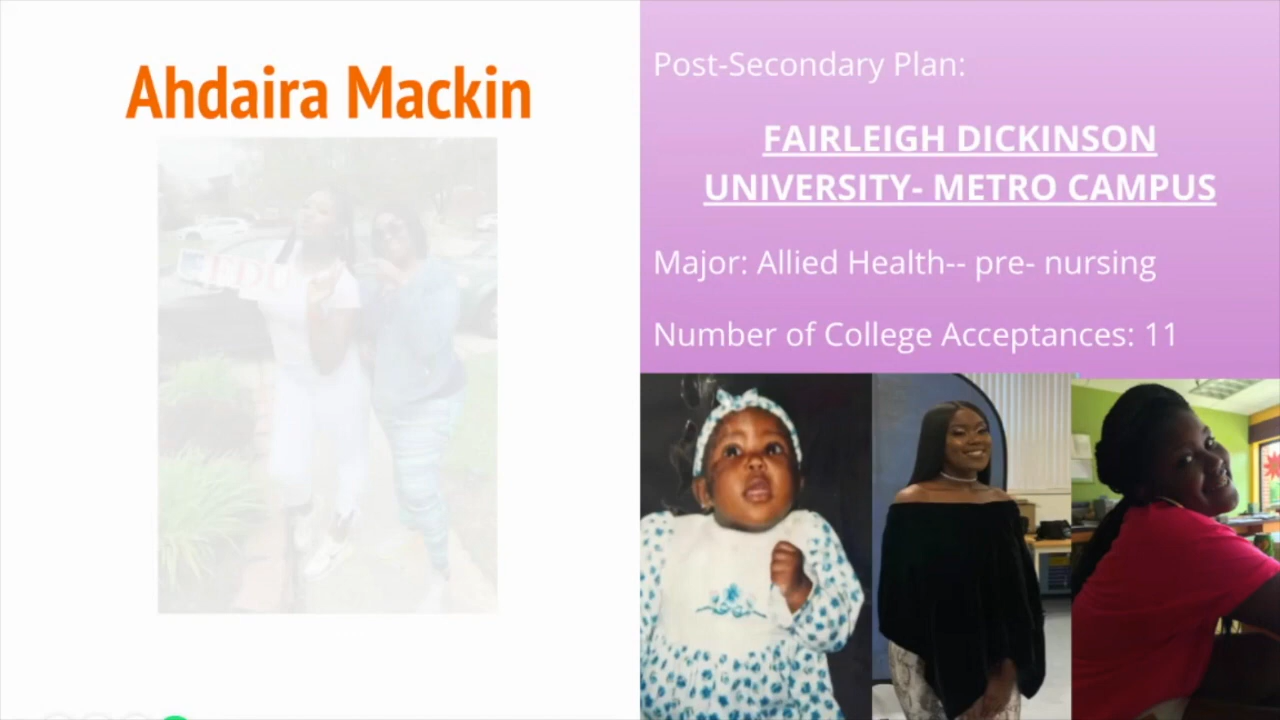 Ahdaira Mackin
Post-Secondary Plan:
FAIRLEIGH DICKINSON
UNIVERSITY- METRO CAMPUS
Major: Allied Health-- pre- nursing
Number of College Acceptances: 11
FDU